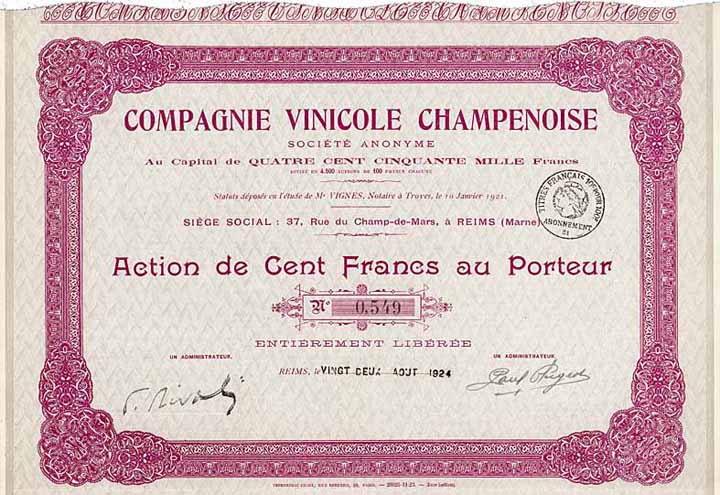 COMPAGNIE VINICOLE CHAMPENOISE
SOCIÉTÉ ANONYME
Au Capital de QUATRE CENT CINQUANTE MILLE Francs
DIVISÉ EN 4.500 ACTIONS DE 100 FRANCS CHACUNE
Statuts déposés en l'étude de Me VIGNES, Notaire à Troyes, le 10 Janvier 1921.
SIÈGE SOCIAL : 37, Rue du Champ-de-Mars, à REIMS (Marne)
TITRES FRANÇAIS
ABONNEMENT
Action de Cent Francs au Porteur
No 0,549
ENTIÈREMENT LIBÉRÉE
UN ADMINISTRATEUR. UN ADMINISTRATEUR.
REIMS, le VINGT DEUX AOUT 1924